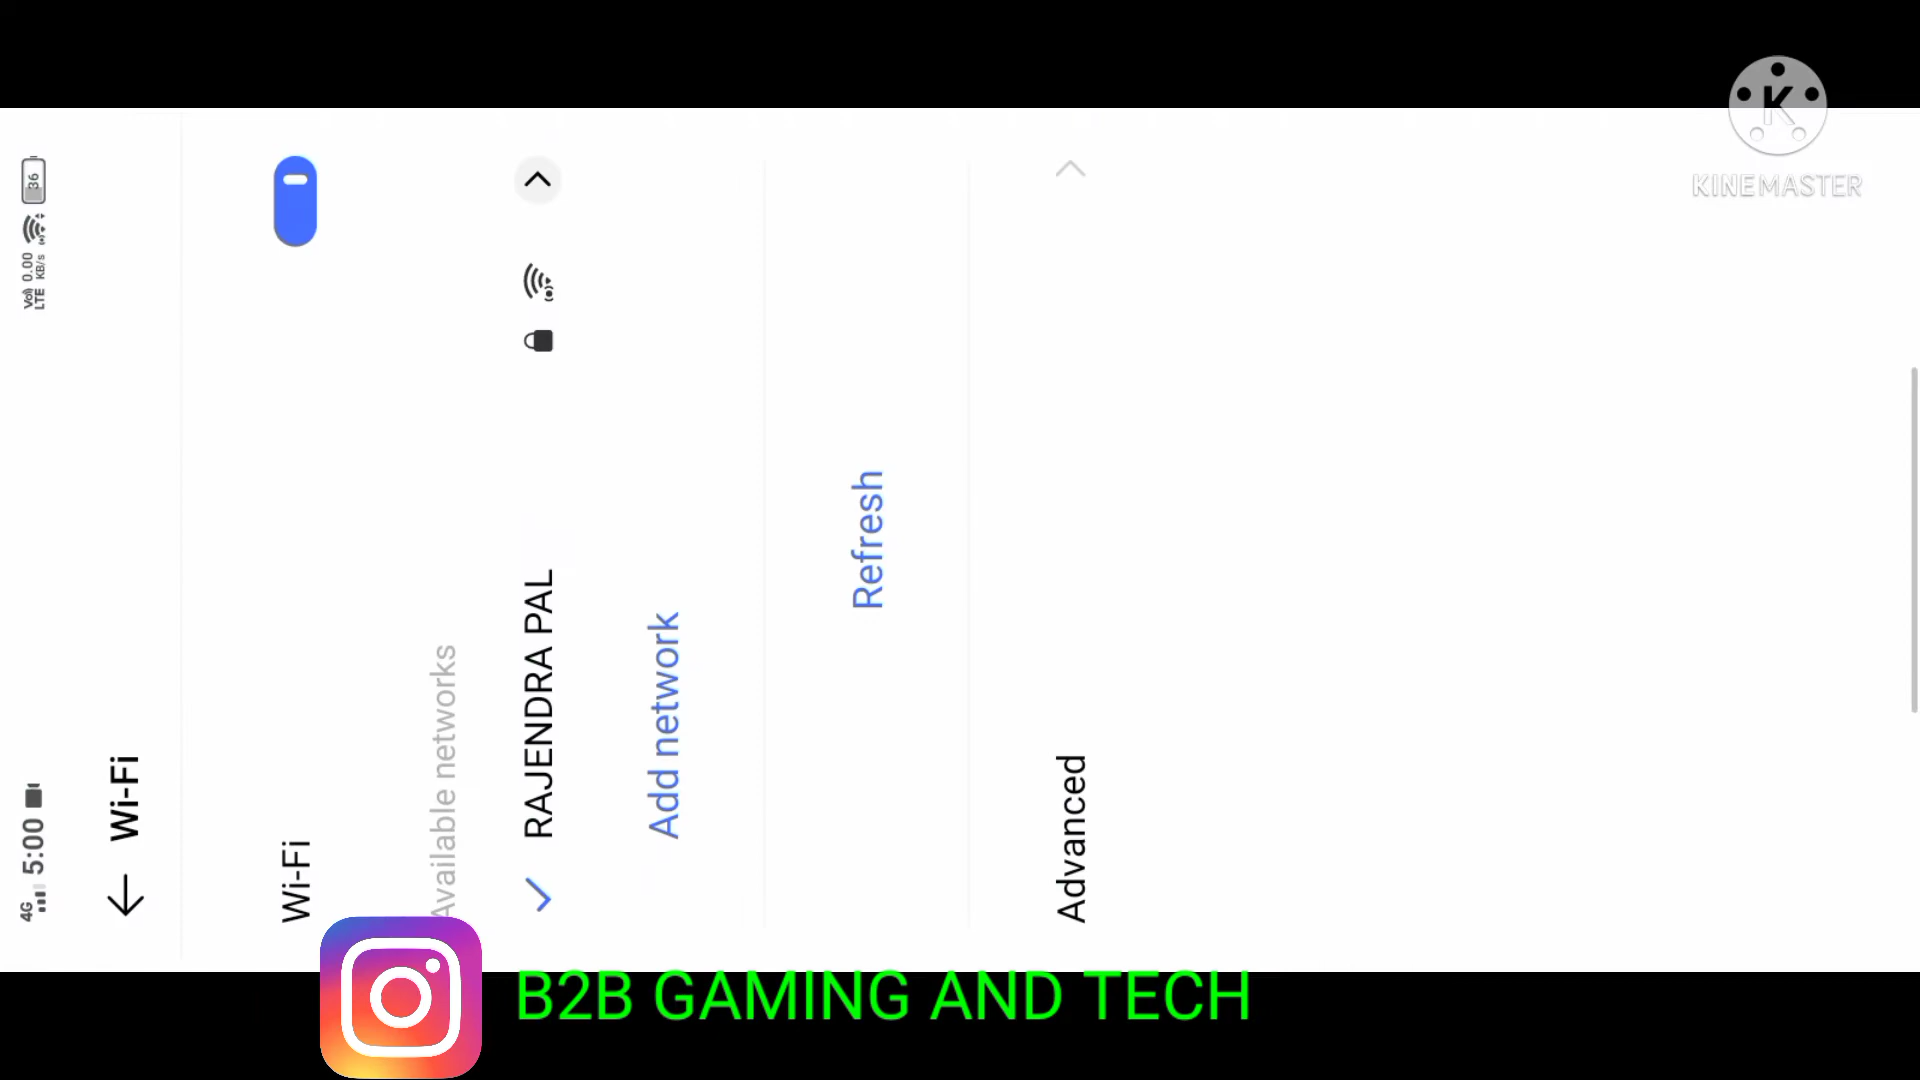 4G 5:00 Vo) LTE 0.00 KB/s 36
Wi-Fi
Wi-Fi
Available networks
RAJENDRA PAL
Add network
Refresh
Advanced
K
KINEMASTER
B2B GAMING AND TECH